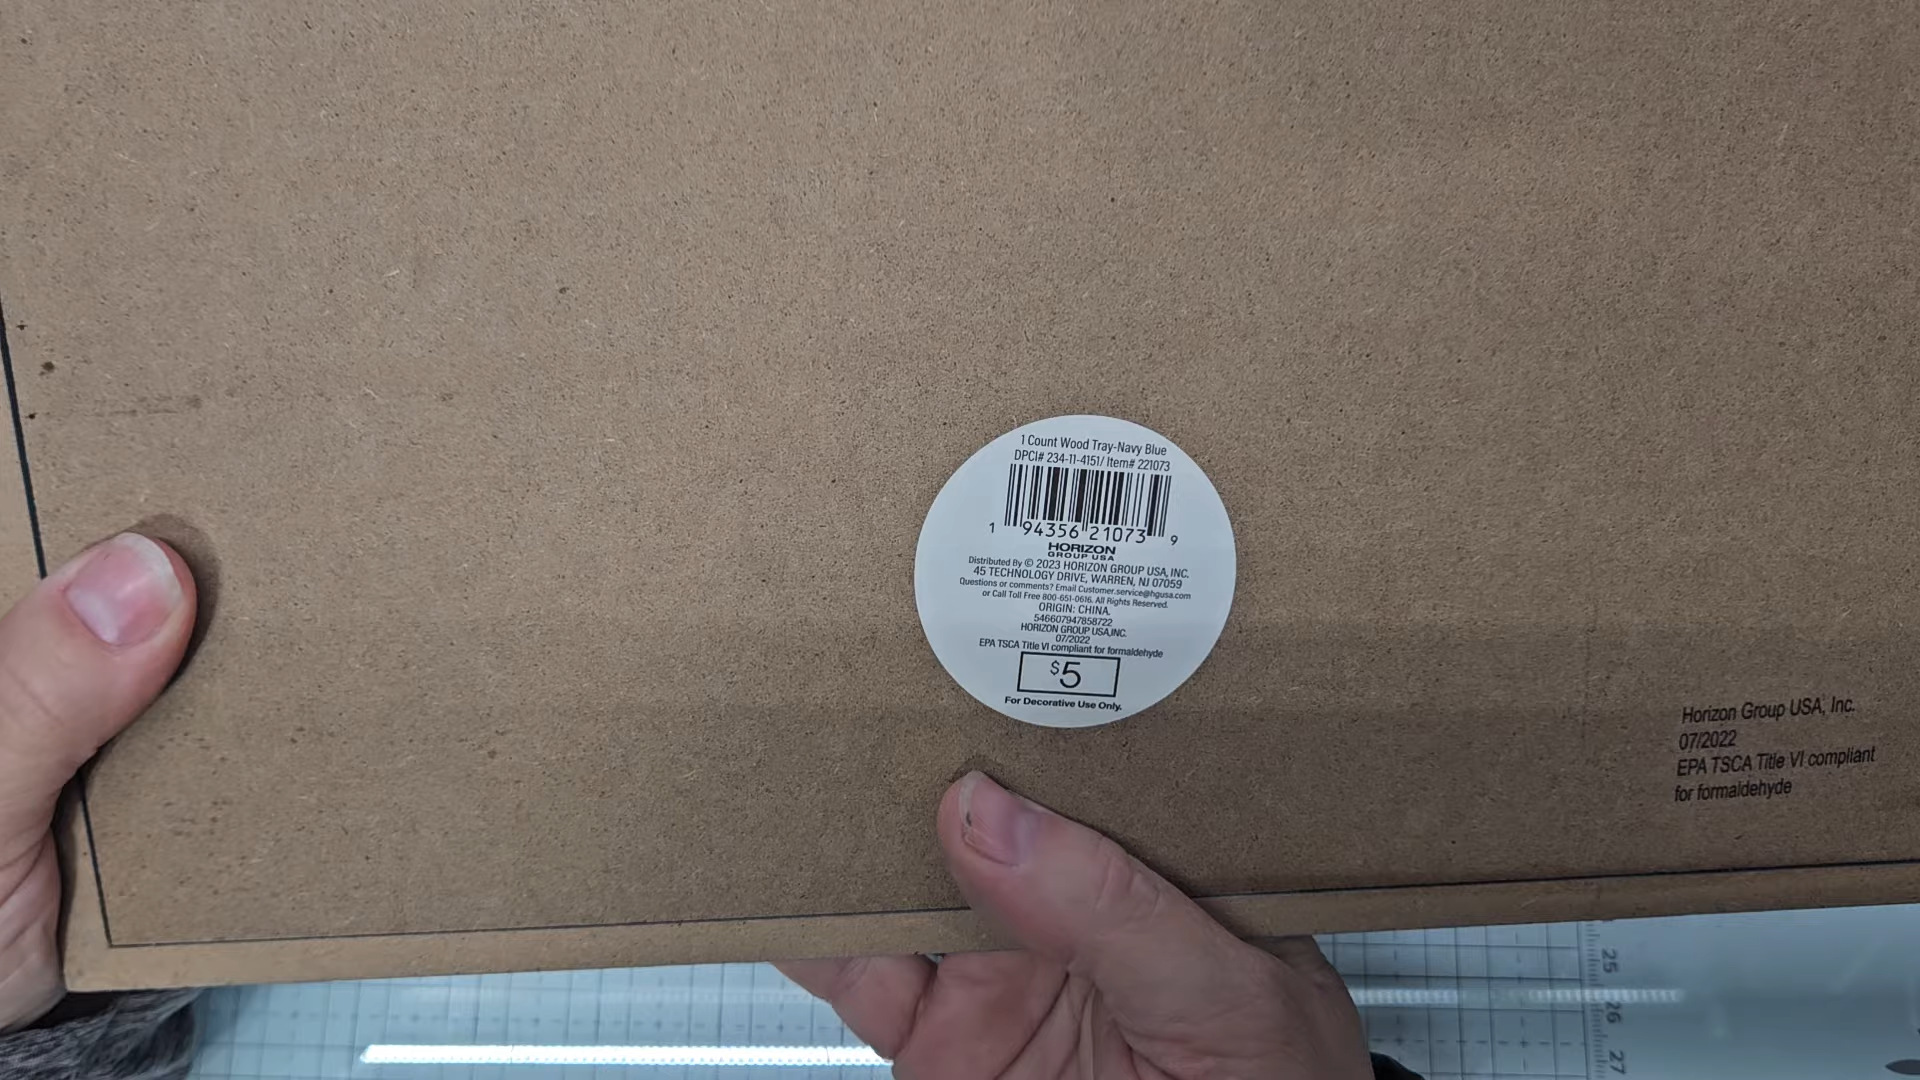 1 Count Wood Tray-Navy Blue
DPCI# 234-11-4151/ Item# 221073
1 94356 21073 9
HORIZON
GROUP USA
Distributed By © 2023 HORIZON GROUP USA, INC.
45 TECHNOLOGY DRIVE, WARREN, NJ 07059
Questions or comments? Email Customer.service@hgusa.com
or Call Toll Free 800-651-0616. All Rights Reserved.
ORIGIN: CHINA.
546607947858722
HORIZON GROUP USA,INC.
07/2022
EPA TSCA Title VI compliant for formaldehyde
$5
For Decorative Use Only.
Horizon Group USA, Inc.
07/2022
EPA TSCA Title VI compliant
for formaldehyde
25
26
27